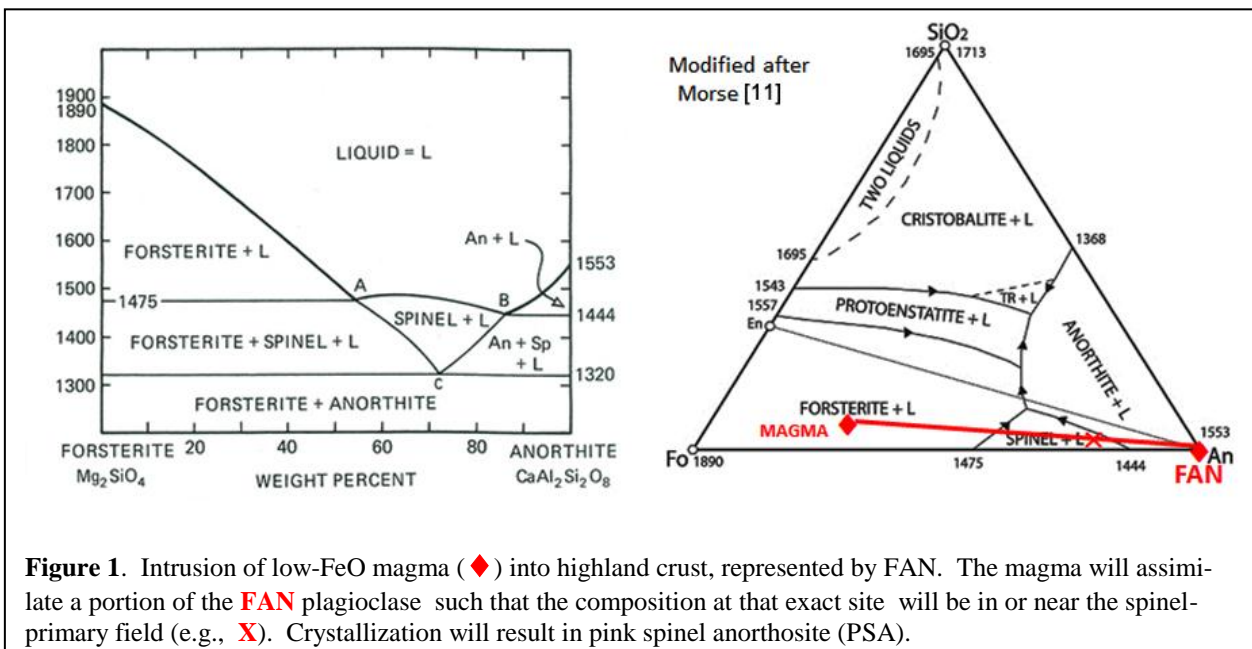 1900
1890
1800
1700
1600
1500
1400
1300
LIQUID = L
An + L
1553
FORSTERITE + L
A
B
1475
1444
SPINEL + L
FORSTERITE + SPINEL + L
An + Sp
+ L
1320
C
FORSTERITE + ANORTHITE
FORSTERITE
Mg2SiO4
20
40
60
80
WEIGHT PERCENT
ANORTHITE
CaAl2Si2O8
Modified after
Morse [11]
SiO2
1695
1713
TWO LIQUIDS
CRISTOBALITE + L
1695
1368
1543
1557
En
TR + L
PROTOENSTATITE + L
ANORTHITE + L
FORSTERITE + L
MAGMA
SPINEL + L
X
1553
Fo
1890
1475
1444
An
FAN
Figure 1. Intrusion of low-FeO magma (♦) into highland crust, represented by FAN. The magma will assimi-
late a portion of the FAN plagioclase such that the composition at that exact site will be in or near the spinel-
primary field (e.g., X). Crystallization will result in pink spinel anorthosite (PSA).